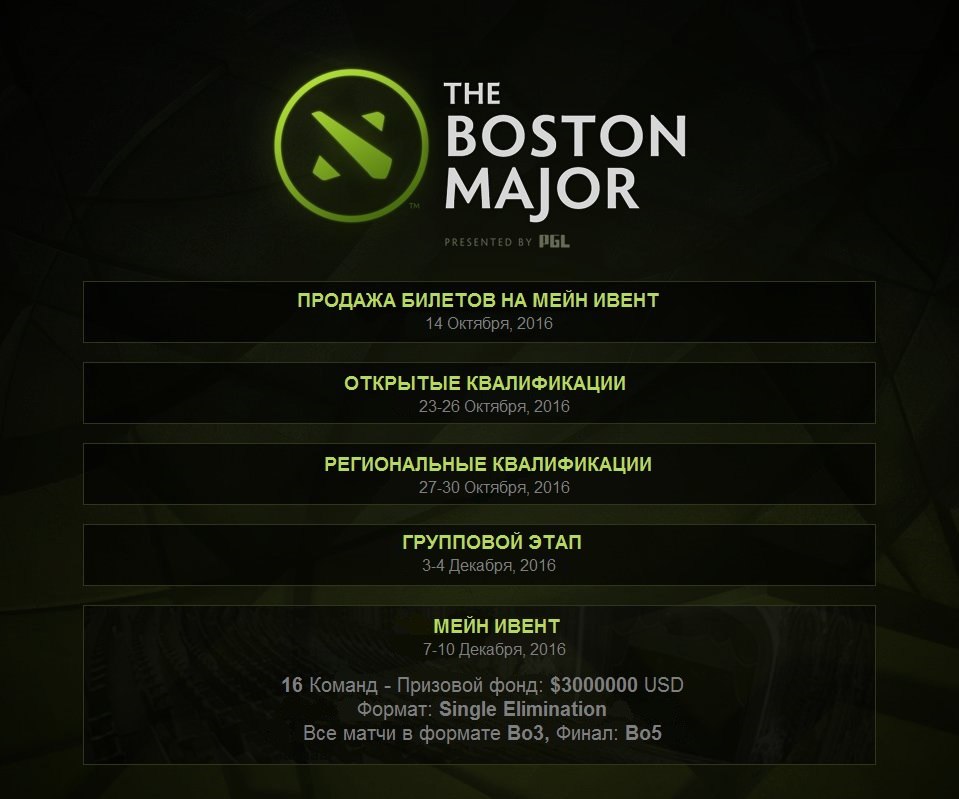 THE
BOSTON
MAJOR
TM
PRESENTED BY PGL
ПРОДАЖА БИЛЕТОВ НА МЕЙН ИВЕНТ
14 Октября, 2016
ОТКРЫТЫЕ КВАЛИФИКАЦИИ
23-26 Октября, 2016
РЕГИОНАЛЬНЫЕ КВАЛИФИКАЦИИ
27-30 Октября, 2016
ГРУППОВОЙ ЭТАП
3-4 Декабря, 2016
МЕЙН ИВЕНТ
7-10 Декабря, 2016
16 Команд - Призовой фонд: $3000000 USD
Формат: Single Elimination
Все матчи в формате Bo3, Финал: Bo5